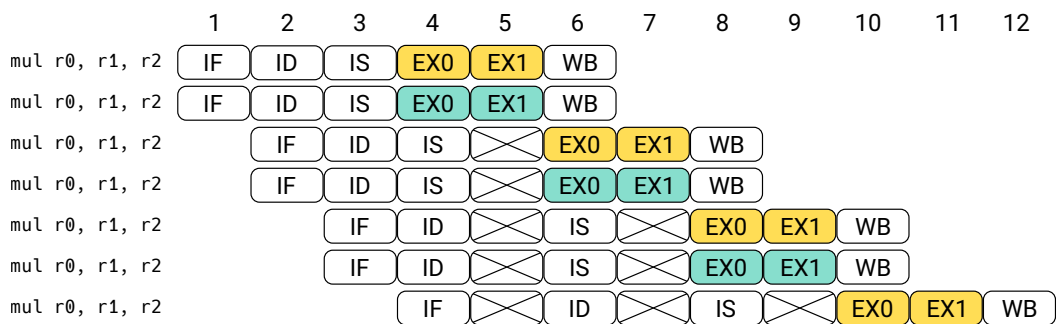 1 2 3 4 5 6 7 8 9 10 11 12
mul r0, r1, r2 IF ID IS EX0 EX1 WB
mul r0, r1, r2 IF ID IS EX0 EX1 WB
mul r0, r1, r2 IF ID IS EX0 EX1 WB
mul r0, r1, r2 IF ID IS EX0 EX1 WB
mul r0, r1, r2 IF ID IS EX0 EX1 WB
mul r0, r1, r2 IF ID IS EX0 EX1 WB
mul r0, r1, r2 IF ID IS EX0 EX1 WB